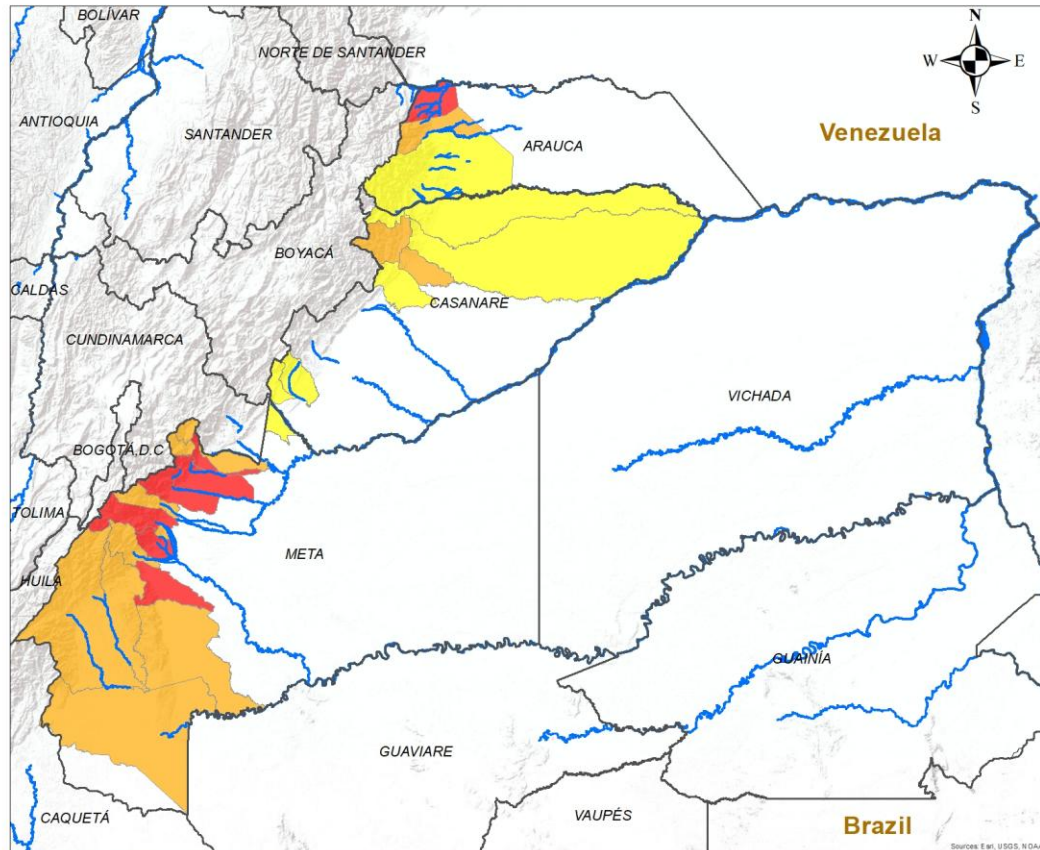 BOLÍVAR
N
NORTE DE SANTANDER
W
E
S
ANTIOQUIA
SANTANDER
Venezuela
ARAUCA
BOYACÁ
CALDAS
CASANARE
CUNDINAMARCA
VICHADA
BOGOTÁ,D.C
TOLIMA
META
HUILA
GUAINÍA
GUAVIARE
CAQUETÁ
VAUPÉS
Brazil
Sources: Esri, USGS, NOAA